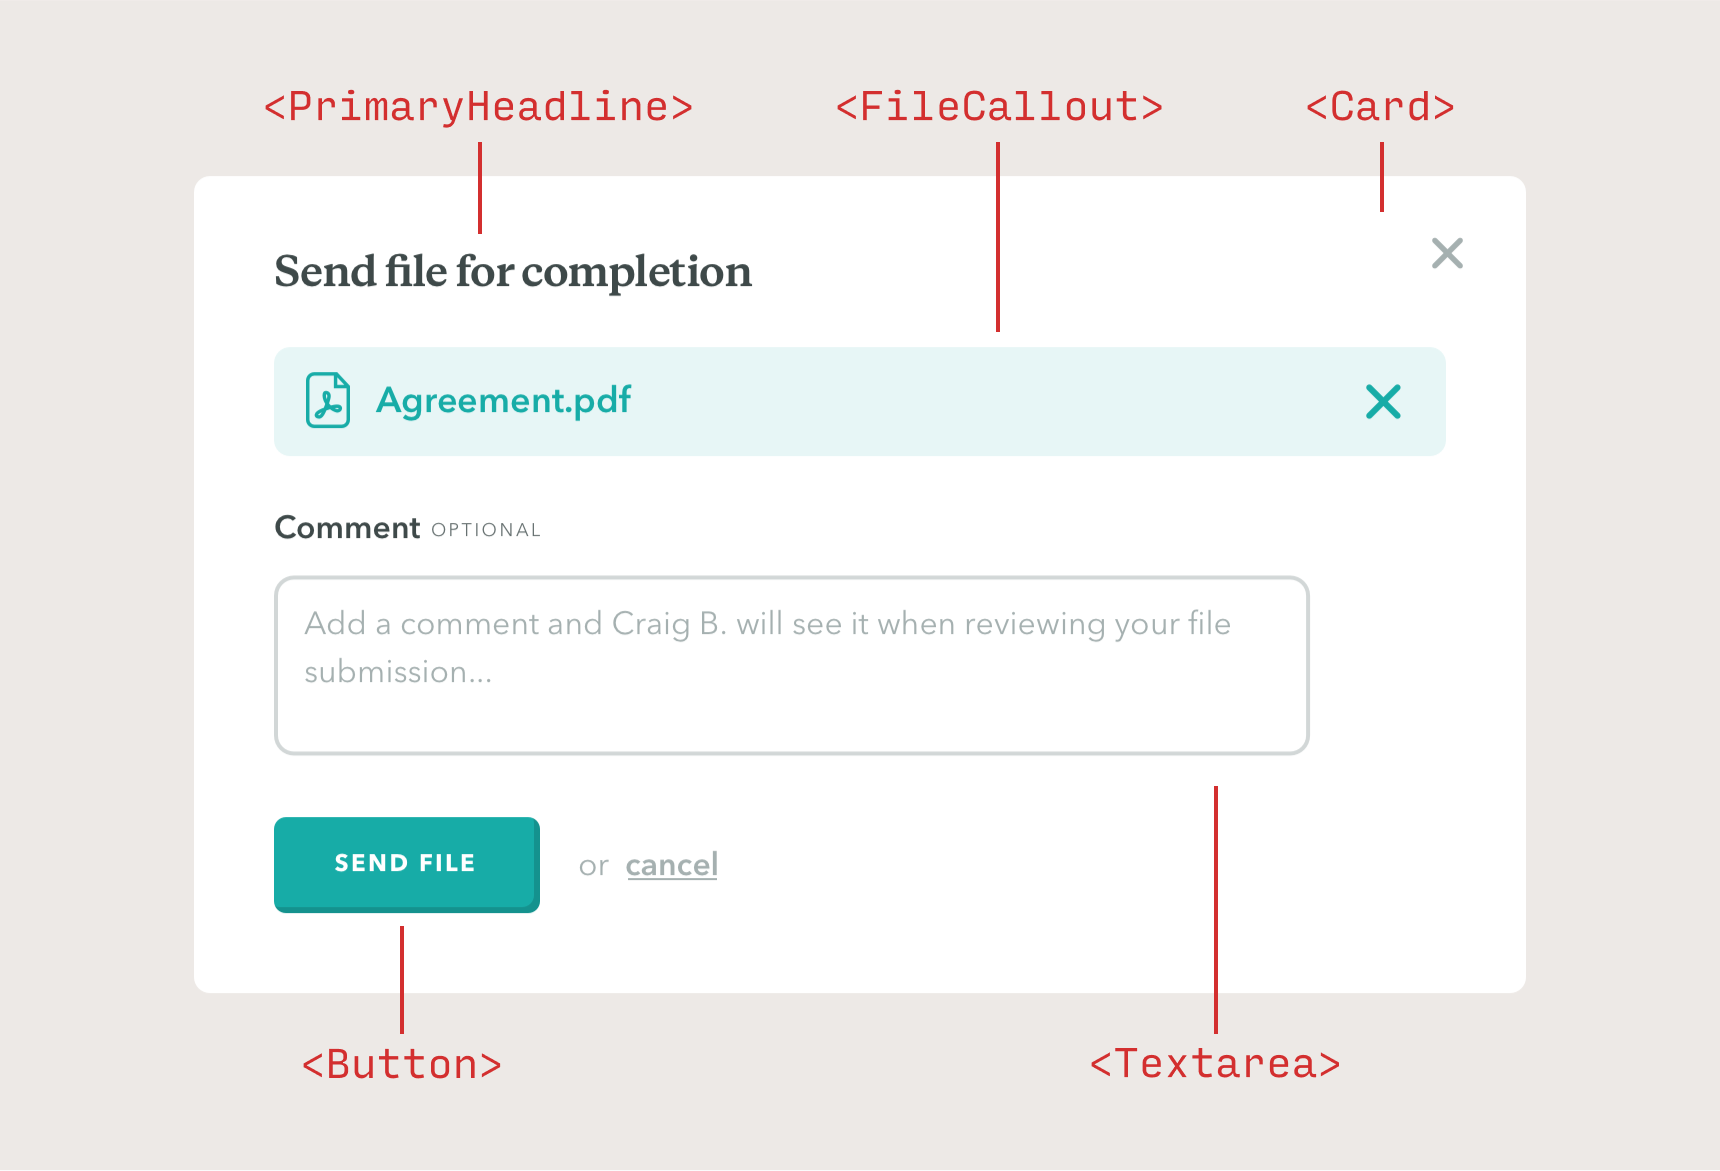 <PrimaryHeadline> <FileCallout> <Card>
Send file for completion
Agreement.pdf
Comment OPTIONAL
Add a comment and Craig B. will see it when reviewing your file
submission...
SEND FILE or cancel
<Button> <Textarea>